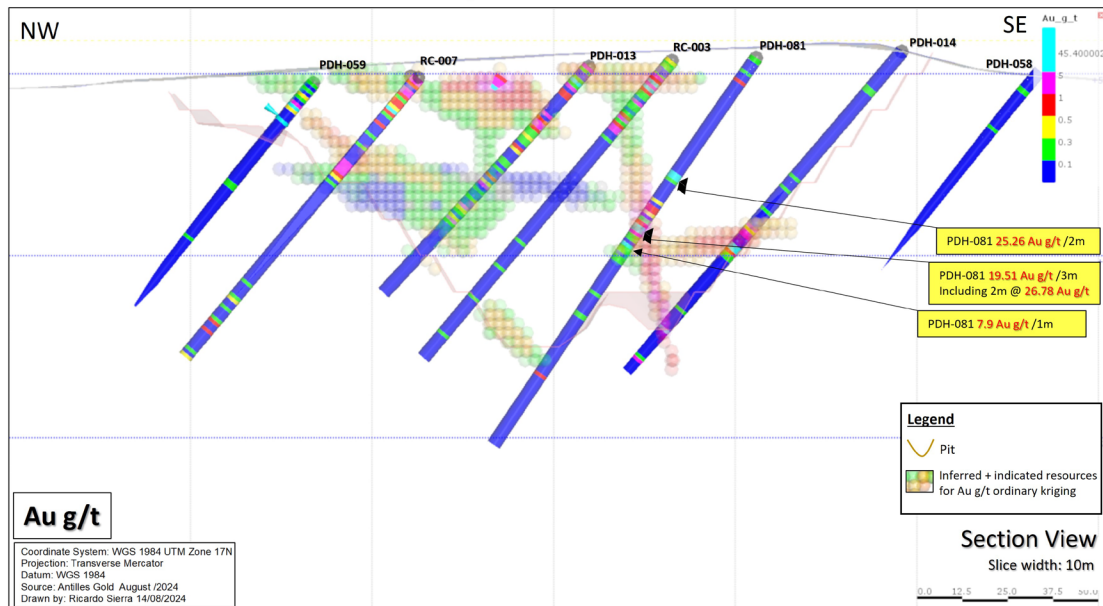 NW
SE
Au_g_t
45.400002
5
1
0.5
0.3
0.1
PDH-059
RC-007
PDH-013
RC-003
PDH-081
PDH-014
PDH-058
PDH-081 25.26 Au g/t /2m
PDH-081 19.51 Au g/t /3m
Including 2m @ 26.78 Au g/t
PDH-081 7.9 Au g/t /1m
Legend
Pit
Inferred + indicated resources
for Au g/t ordinary kriging
Au g/t
Coordinate System: WGS 1984 UTM Zone 17N
Projection: Transverse Mercator
Datum: WGS 1984
Source: Antilles Gold August /2024
Drawn by: Ricardo Sierra 14/08/2024
Section View
Slice width: 10m
0.0 12.5 25.0 37.5 50.0